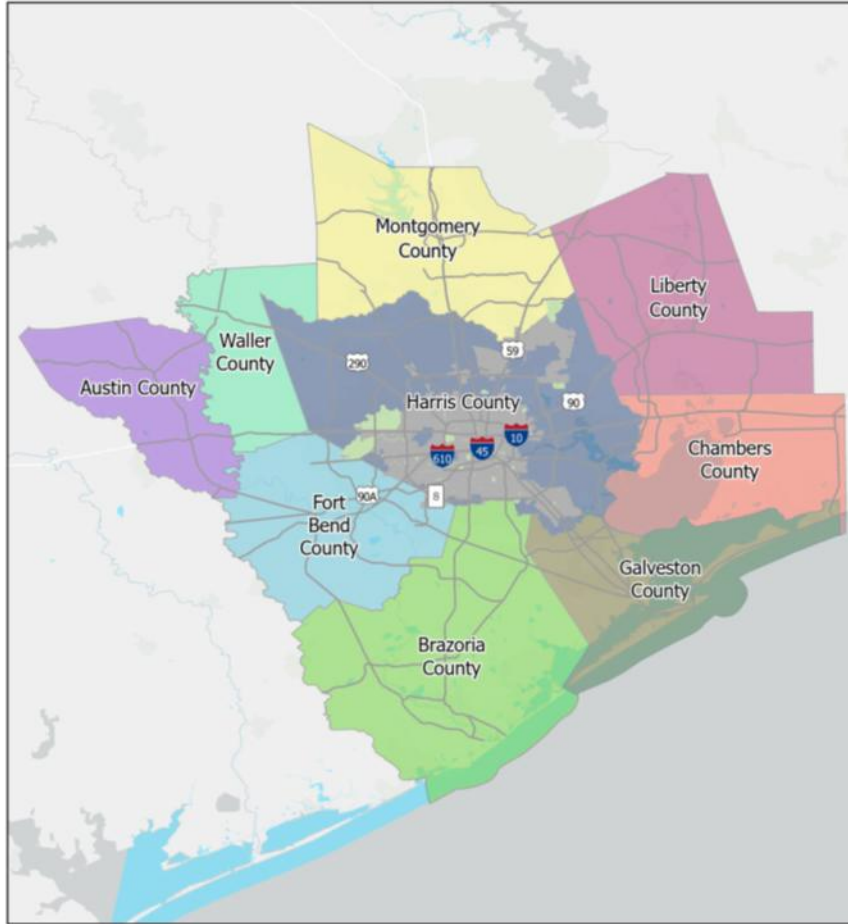 Montgomery
County
Liberty
County
Waller
County
59
290
Austin County
Harris County
90
10
45
610
Chambers
County
90A
8
Fort
Bend
County
Galveston
County
Brazoria
County